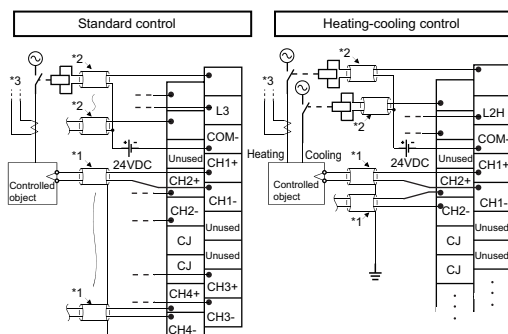 Standard control
Heating-cooling control
*2
*3
*2
L3
COM-
*1
24VDC
Unused
CH1+
Controlled
object
CH2+
CH1-
CH2-
Unused
CJ
Unused
CJ
*1
CH3+
CH4+
CH3-
CH4-
*2
*3
L2H
*2
COM-
Heating
Cooling
*1
24VDC
Unused
CH1+
Controlled
object
CH2+
CH1-
CH2-
*1
Unused
CJ
Unused
CJ